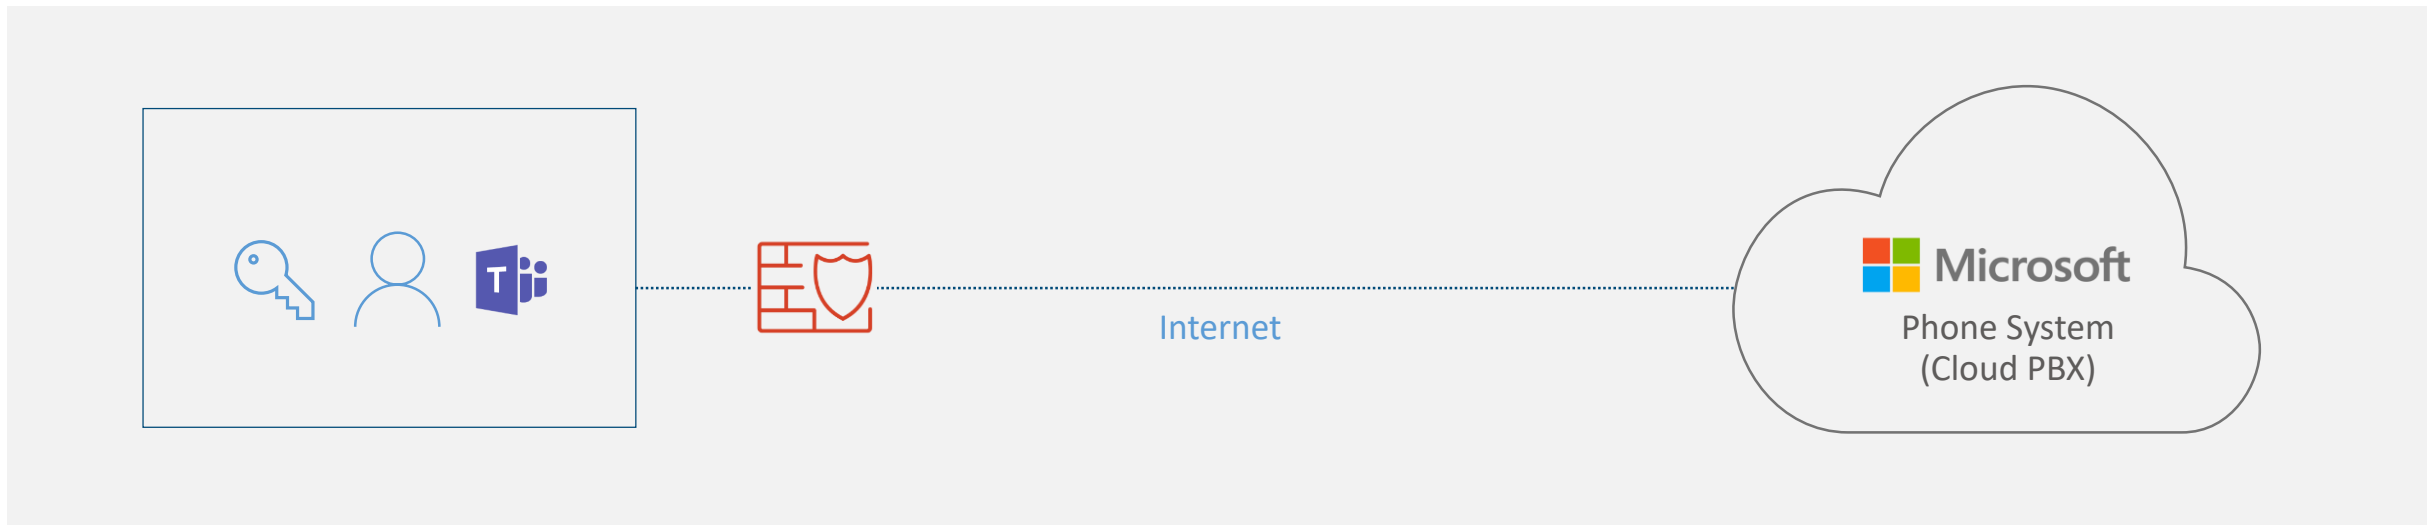 T
Internet
Microsoft
Phone System
(Cloud PBX)